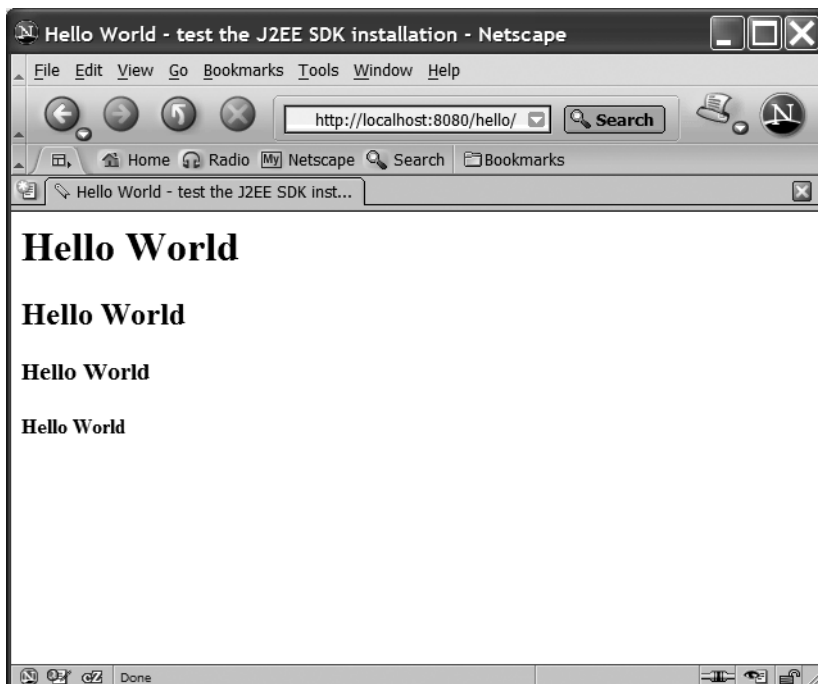 N Hello World - test the J2EE SDK installation - Netscape
File Edit View Go Bookmarks Tools Window Help
http://localhost:8080/hello/ Search N
Home Radio My Netscape Search Bookmarks
Hello World - test the J2EE SDK inst...
Hello World
Hello World
Hello World
Hello World
Done